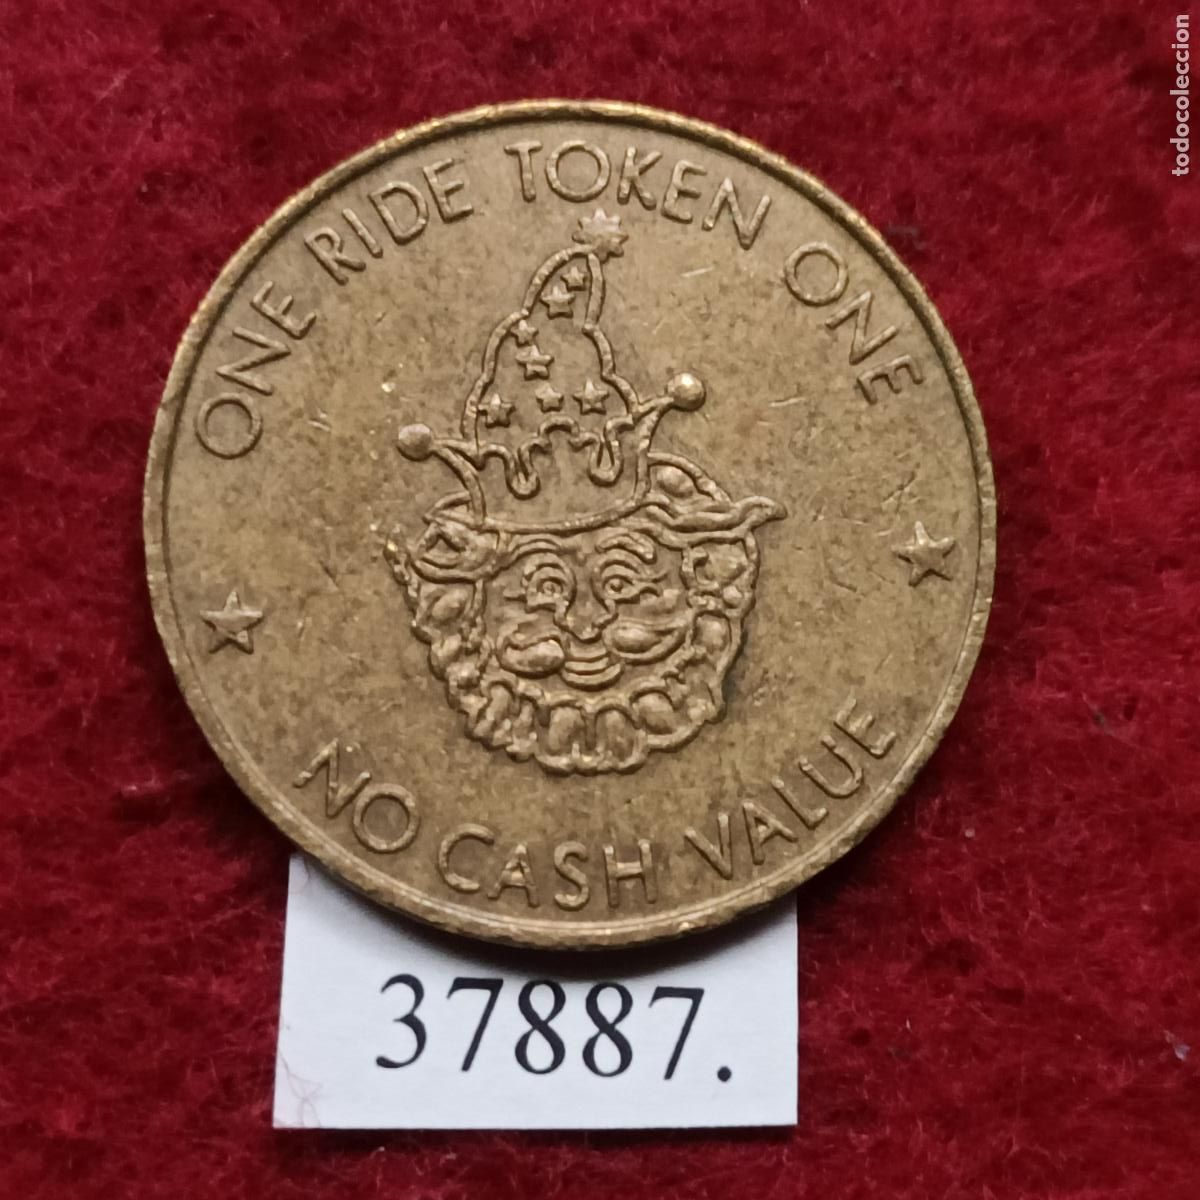 ONE RIDE TOKEN ONE
NO CASH VALUE
37887.
todocoleccion